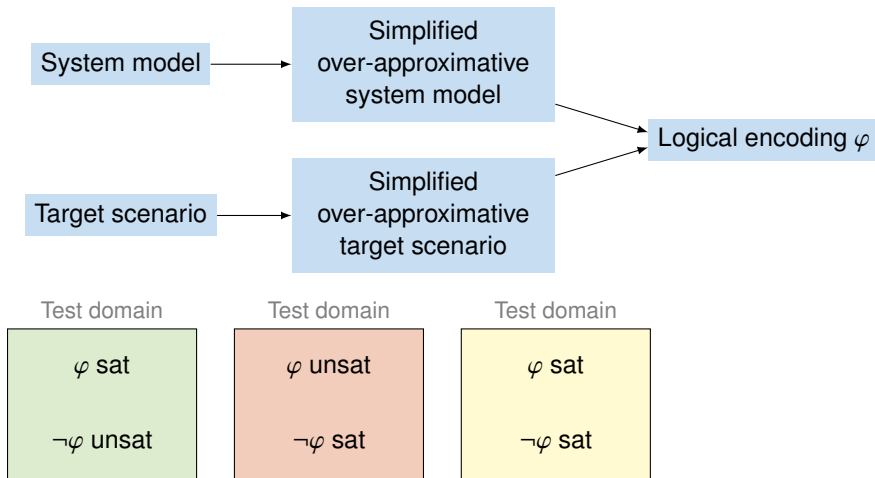 System model
Simplified
over-approximative
system model
Logical encoding φ
Target scenario
Simplified
over-approximative
target scenario
Test domain
φ sat
¬φ unsat
Test domain
φ unsat
¬φ sat
Test domain
φ sat
¬φ sat